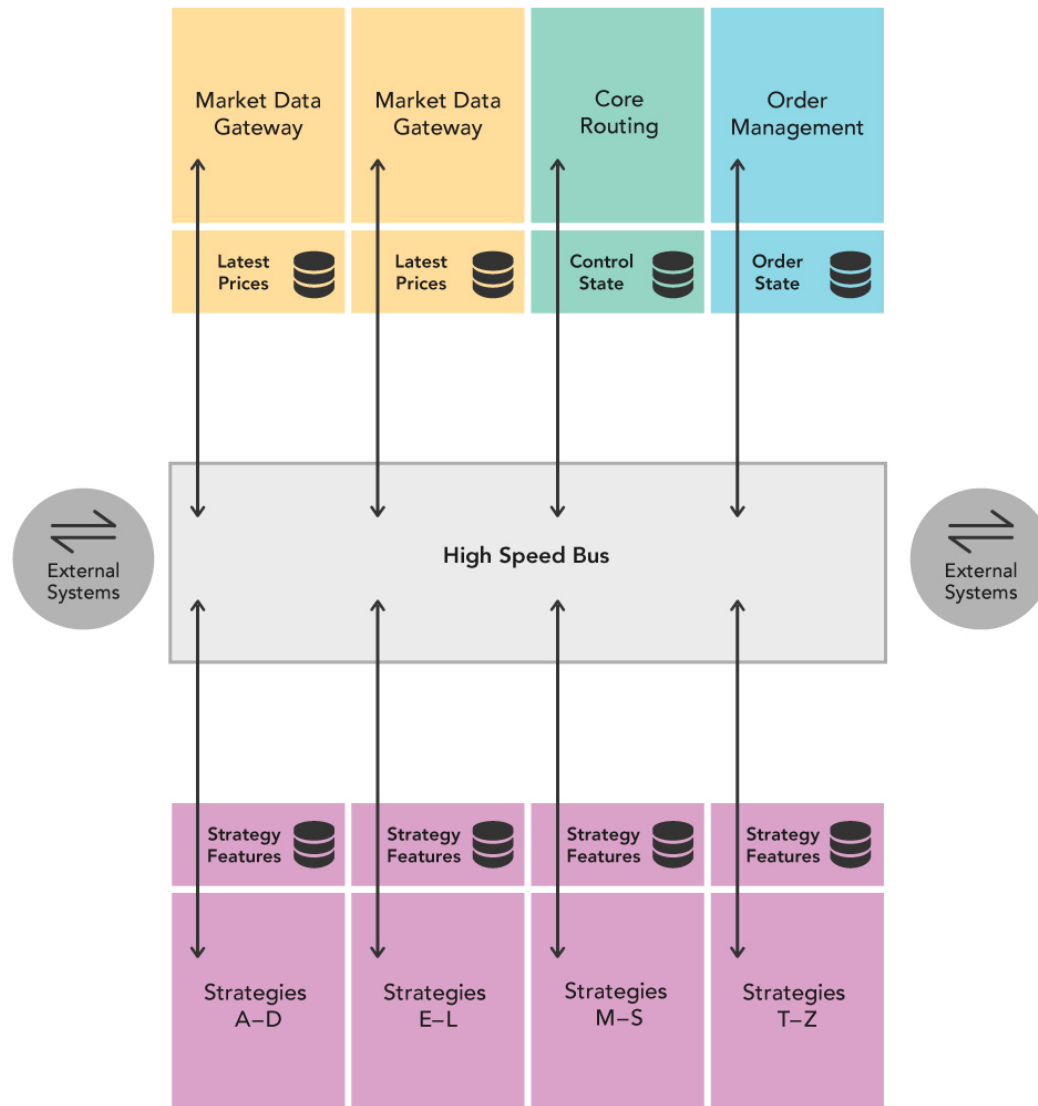 Market Data
Gateway
Market Data
Gateway
Core
Routing
Order
Management
Latest
Prices
Latest
Prices
Control
State
Order
State
External
Systems
High Speed Bus
External
Systems
Strategy
Features
Strategy
Features
Strategy
Features
Strategy
Features
Strategies
A–D
Strategies
E–L
Strategies
M–S
Strategies
T–Z